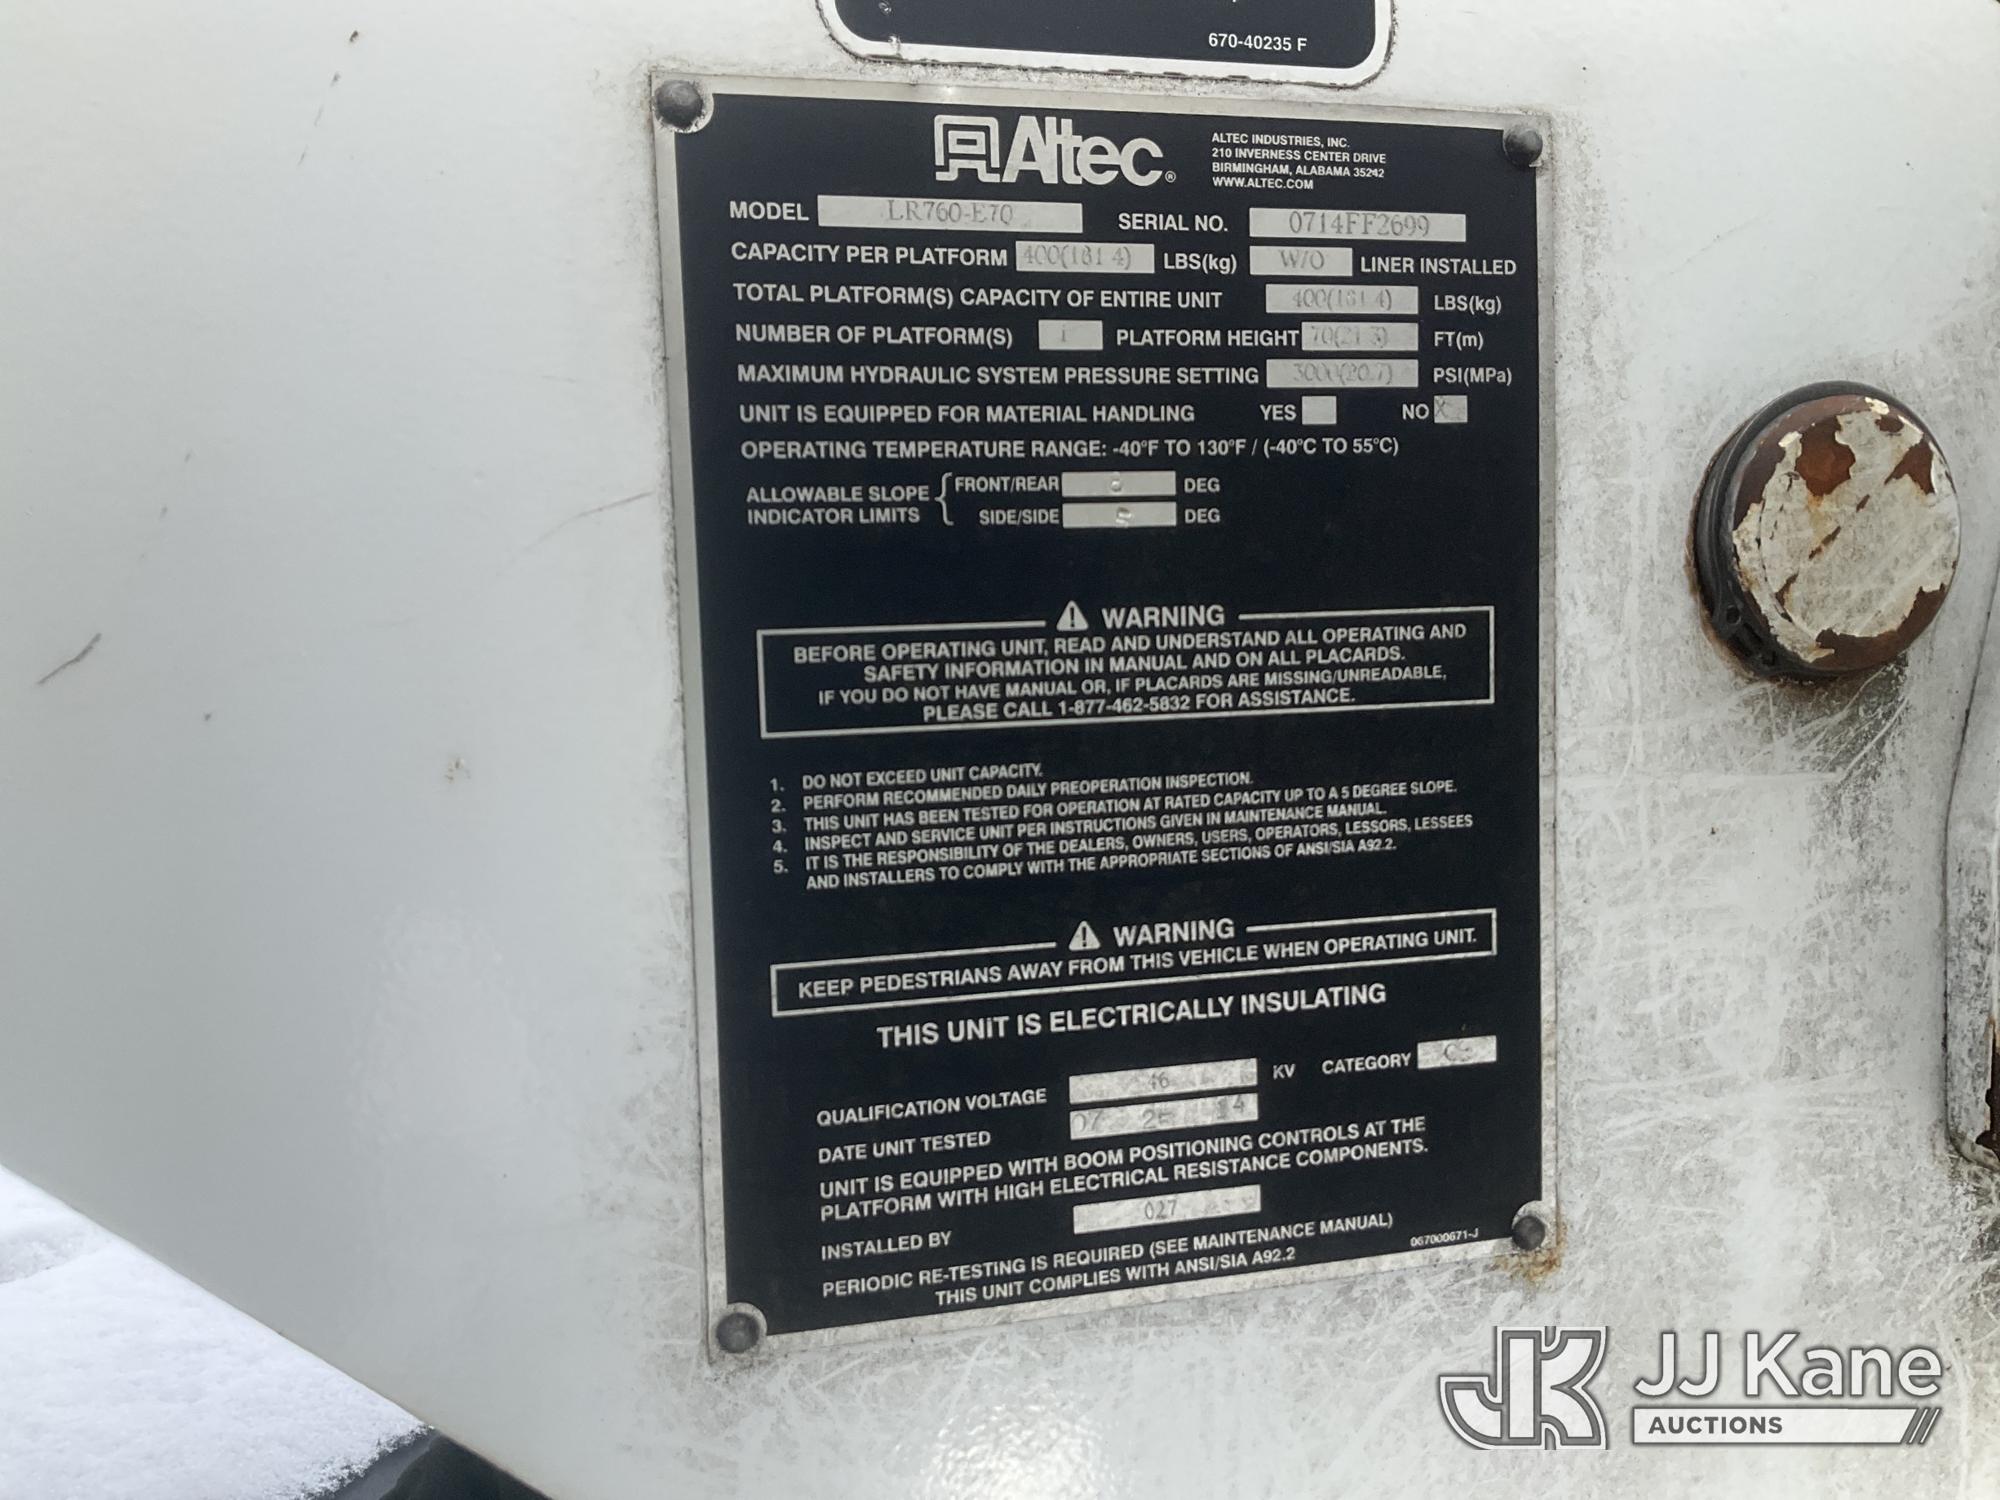 670-40235 F
Altec®
ALTEC INDUSTRIES, INC.
210 INVERNESS CENTER DRIVE
BIRMINGHAM, ALABAMA 35242
WWW.ALTEC.COM
MODEL LR760-E70 SERIAL NO. 0714FF2699
CAPACITY PER PLATFORM 400(181.4) LBS(kg) W/O LINER INSTALLED
TOTAL PLATFORM(S) CAPACITY OF ENTIRE UNIT 400(181.4) LBS(kg)
NUMBER OF PLATFORM(S) 1 PLATFORM HEIGHT 70(21.3) FT(m)
MAXIMUM HYDRAULIC SYSTEM PRESSURE SETTING 3000(20.7) PSI(MPa)
UNIT IS EQUIPPED FOR MATERIAL HANDLING YES NO X
OPERATING TEMPERATURE RANGE: -40°F TO 130°F / (-40°C TO 55°C)
ALLOWABLE SLOPE INDICATOR LIMITS
FRONT/REAR DEG
SIDE/SIDE 5 DEG
WARNING
BEFORE OPERATING UNIT, READ AND UNDERSTAND ALL OPERATING AND
SAFETY INFORMATION IN MANUAL AND ON ALL PLACARDS.
IF YOU DO NOT HAVE MANUAL OR, IF PLACARDS ARE MISSING/UNREADABLE,
PLEASE CALL 1-877-462-5832 FOR ASSISTANCE.
1. DO NOT EXCEED UNIT CAPACITY.
2. PERFORM RECOMMENDED DAILY PREOPERATION INSPECTION.
3. THIS UNIT HAS BEEN TESTED FOR OPERATION AT RATED CAPACITY UP TO A 5 DEGREE SLOPE.
4. INSPECT AND SERVICE UNIT PER INSTRUCTIONS GIVEN IN MAINTENANCE MANUAL.
5. IT IS THE RESPONSIBILITY OF THE DEALERS, OWNERS, USERS, OPERATORS, LESSORS, LESSEES
AND INSTALLERS TO COMPLY WITH THE APPROPRIATE SECTIONS OF ANSI/SIA A92.2.
WARNING
KEEP PEDESTRIANS AWAY FROM THIS VEHICLE WHEN OPERATING UNIT.
THIS UNIT IS ELECTRICALLY INSULATING
QUALIFICATION VOLTAGE 46 KV CATEGORY
DATE UNIT TESTED 07 25 14
UNIT IS EQUIPPED WITH BOOM POSITIONING CONTROLS AT THE
PLATFORM WITH HIGH ELECTRICAL RESISTANCE COMPONENTS.
INSTALLED BY 027
PERIODIC RE-TESTING IS REQUIRED (SEE MAINTENANCE MANUAL)
THIS UNIT COMPLIES WITH ANSI/SIA A92.2
067000671-J
JK JJ Kane
AUCTIONS